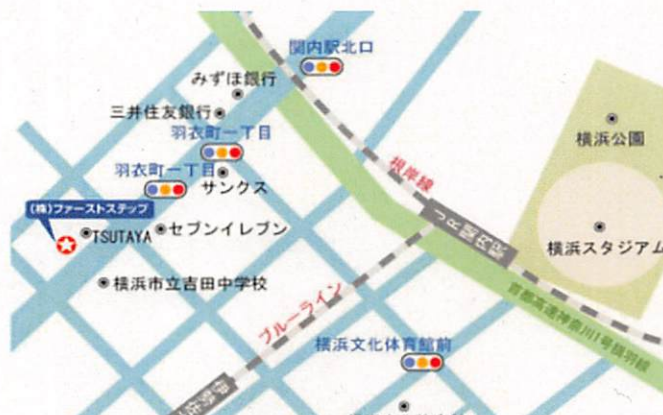 関内駅北口
みずほ銀行
三井住友銀行
羽衣町一丁目
羽衣町一丁目
サンクス
(株)ファーストステップ
TSUTAYA
セブンイレブン
横浜市立吉田中学校
根岸線
JR関内駅
横浜公園
横浜スタジアム
首都高速神奈川1号横羽線
ブルーライン
横浜文化体育館前
伊勢佐